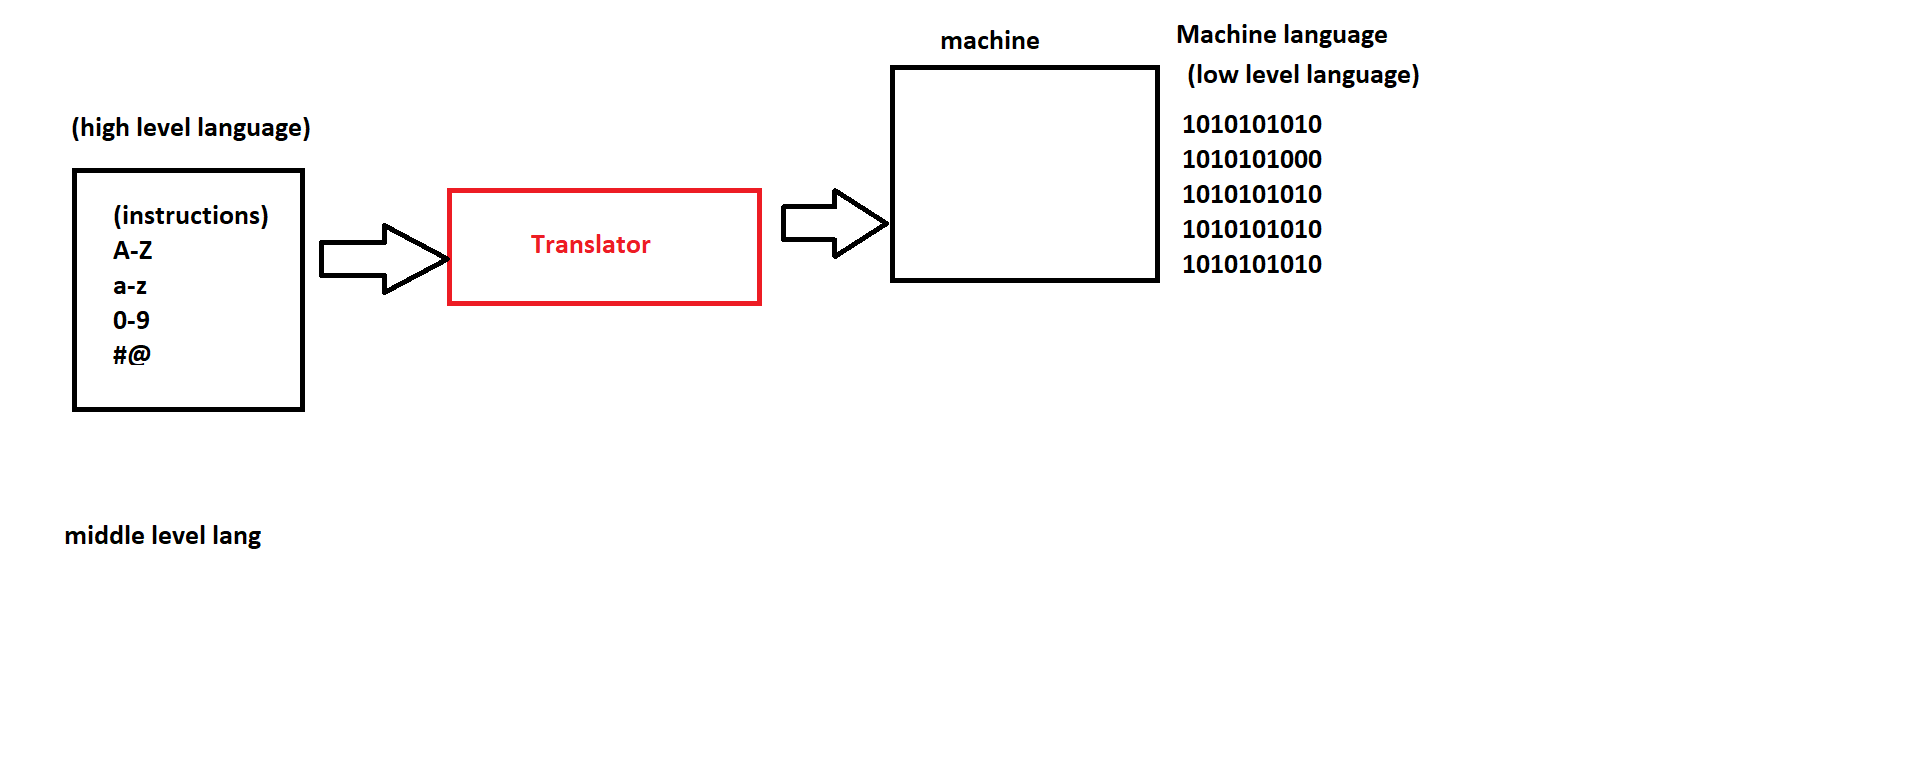 (high level language)
(instructions)
A-Z
a-z
0-9
#@
Translator
machine
Machine language
(low level language)
1010101010
1010101000
1010101010
1010101010
1010101010
middle level lang